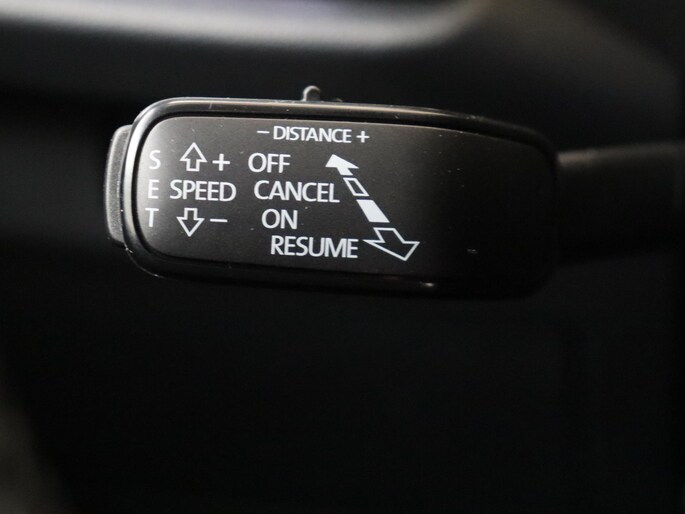 - DISTANCE +
S + OFF
E SPEED CANCEL
T - ON
RESUME